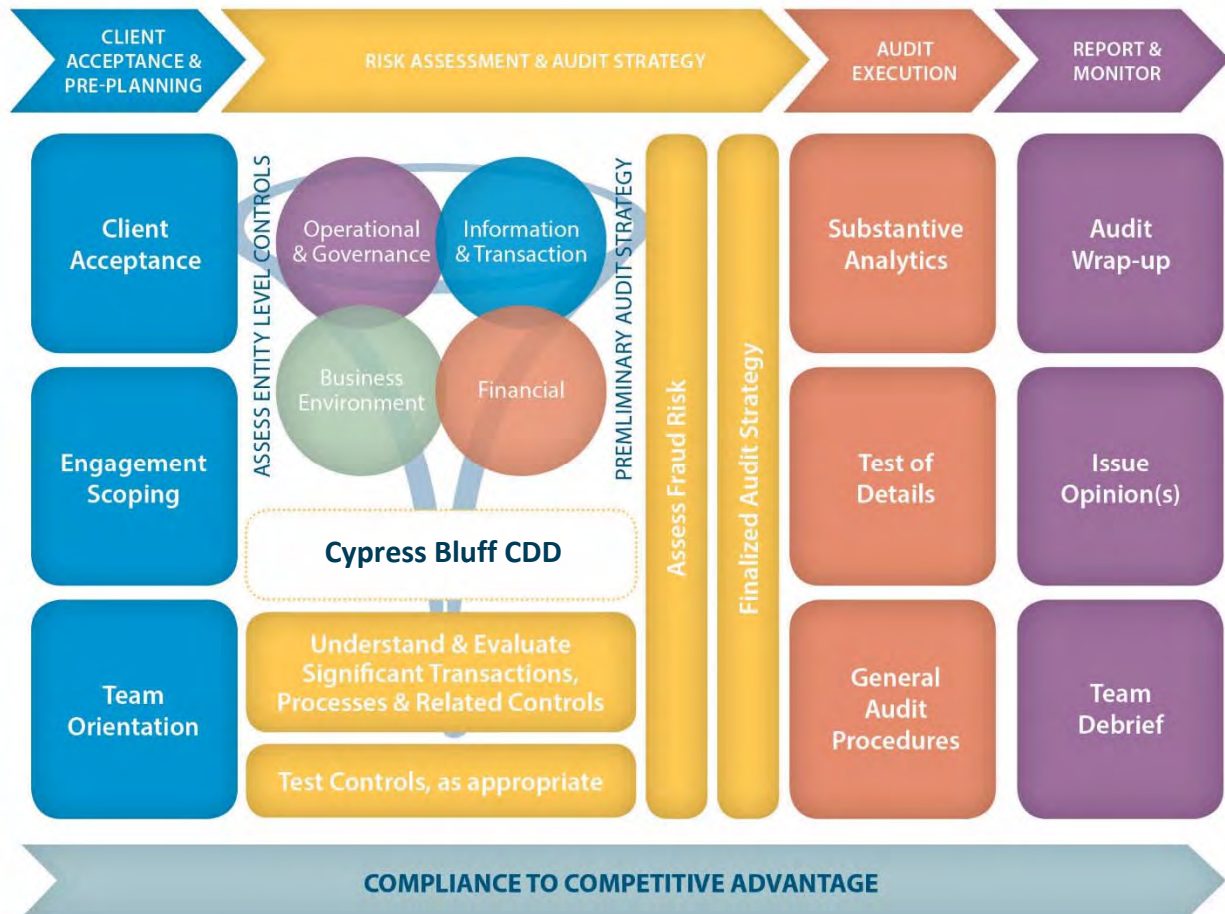 CLIENT
ACCEPTANCE &
PRE-PLANNING
RISK ASSESSMENT & AUDIT STRATEGY
AUDIT
EXECUTION
REPORT &
MONITOR
Client
Acceptance
Engagement
Scoping
Team
Orientation
ASSESS ENTITY LEVEL CONTROLS
Operational
& Governance
Information
& Transaction
Business
Environment
Financial
PREMLIMINARY AUDIT STRATEGY
Cypress Bluff CDD
Understand & Evaluate
Significant Transactions,
Processes & Related Controls
Test Controls, as appropriate
Assess Fraud Risk
Finalized Audit Strategy
Substantive
Analytics
Test of
Details
General
Audit
Procedures
Audit
Wrap-up
Issue
Opinion(s)
Team
Debrief
COMPLIANCE TO COMPETITIVE ADVANTAGE